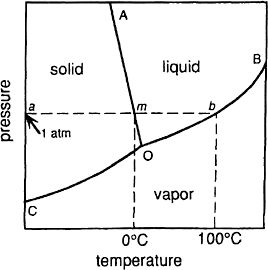 A
B
solid
liquid
pressure
a
m
b
1 atm
O
C
vapor
0°C
100°C
temperature